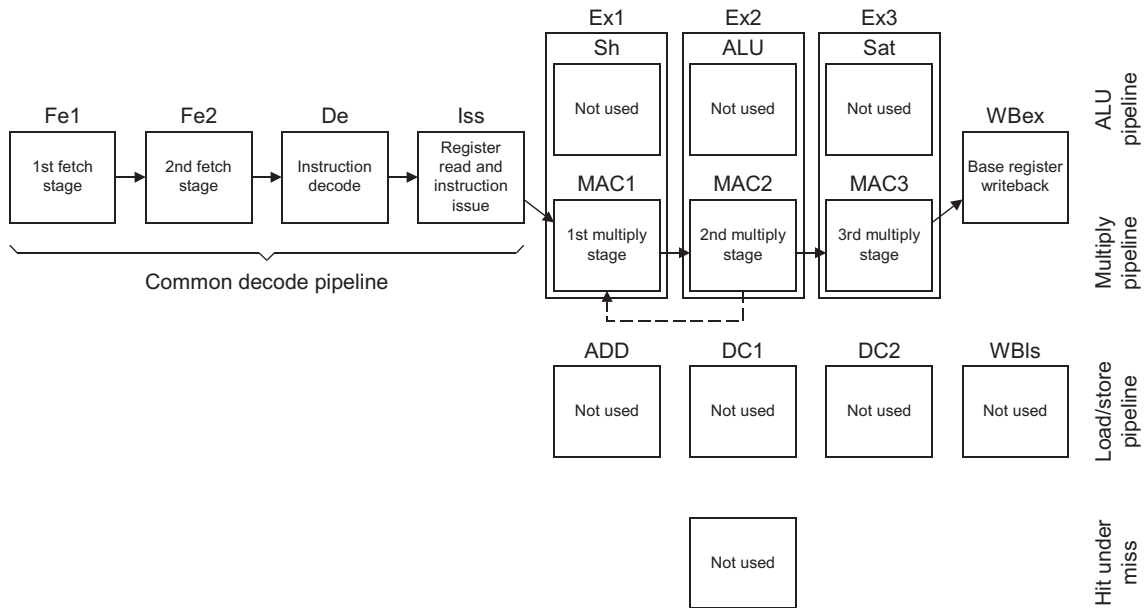 Ex1
Ex2
Ex3
Sh
ALU
Sat
Not used
Not used
Not used
ALU
pipeline
Fe1
Fe2
De
Iss
WBex
1st fetch
stage
2nd fetch
stage
Instruction
decode
Register
read and
instruction
issue
Base register
writeback
MAC1
MAC2
MAC3
1st multiply
stage
2nd multiply
stage
3rd multiply
stage
Multiply
pipeline
Common decode pipeline
ADD
DC1
DC2
WBls
Not used
Not used
Not used
Not used
Load/store
pipeline
Not used
Hit under
miss